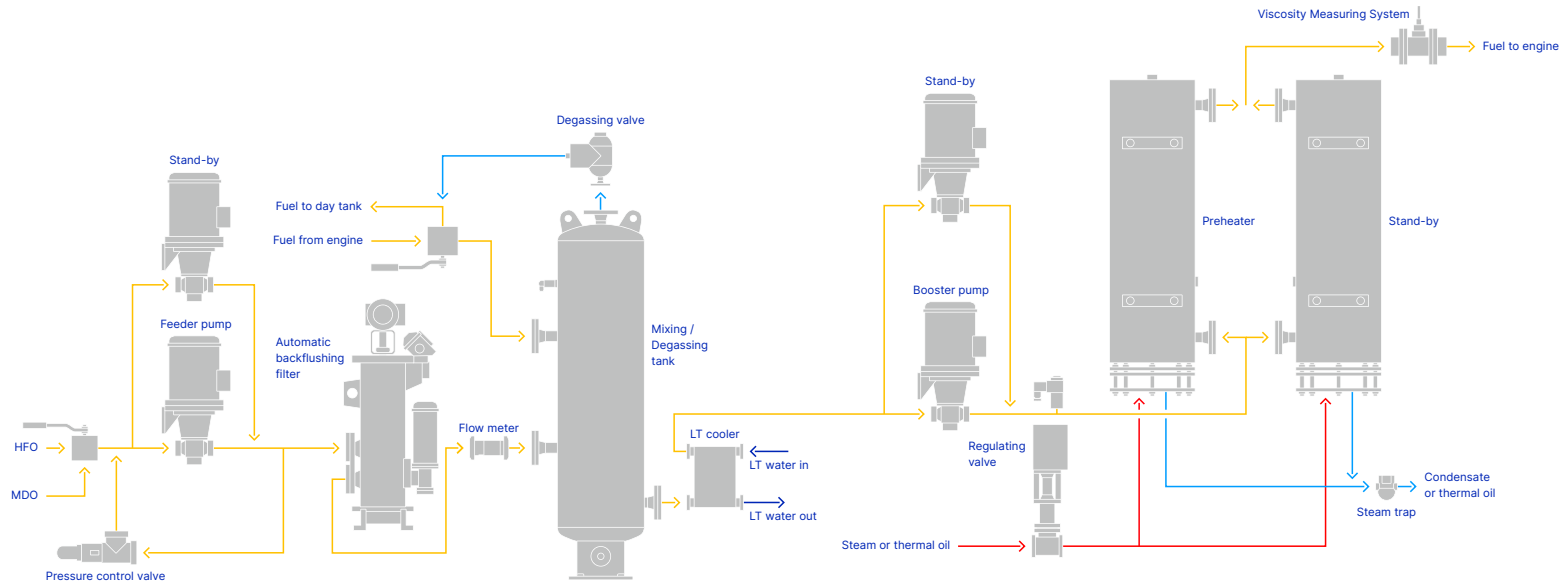 Viscosity Measuring System
Fuel to engine
Stand-by
Degassing valve
Stand-by
Fuel to day tank
Fuel from engine
Preheater
Stand-by
Booster pump
Feeder pump
Automatic
backflushing
filter
Mixing /
Degassing
tank
Flow meter
LT cooler
HFO
MDO
LT water in
LT water out
Regulating
valve
Condensate
or thermal oil
Steam trap
Steam or thermal oil
Pressure control valve